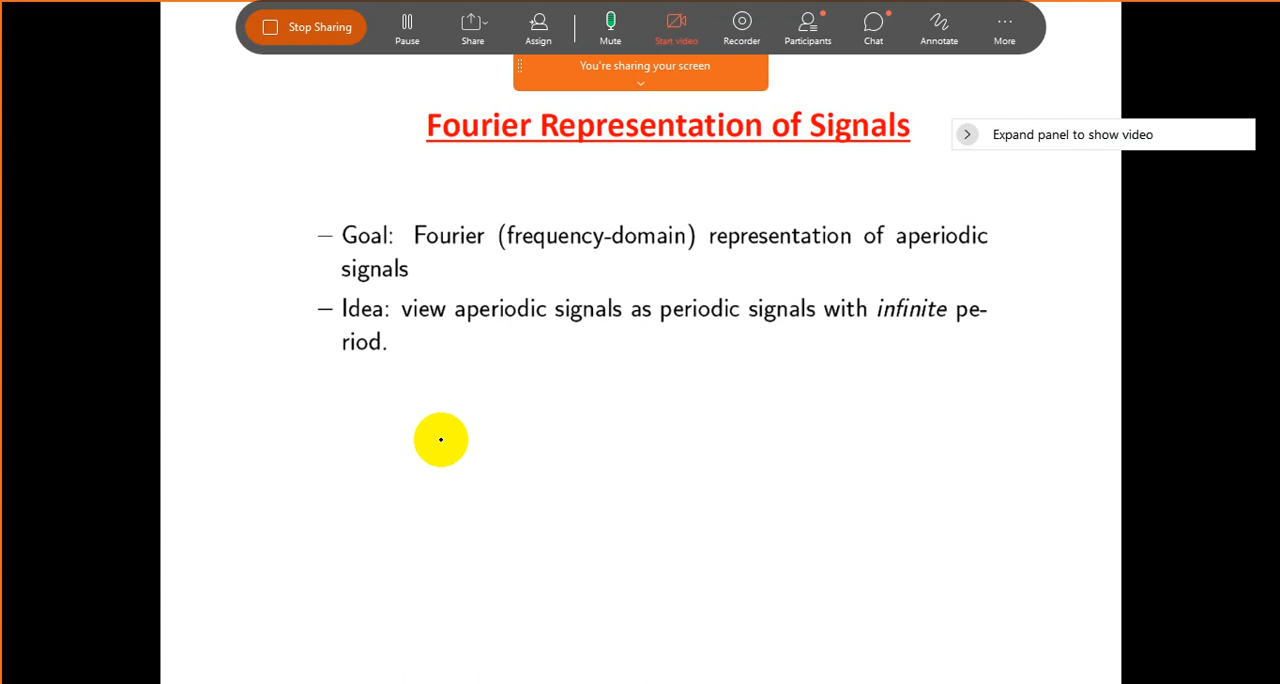 Stop Sharing
Pause
Share
Assign
Mute
Start video
Recorder
Participants
Chat
Annotate
More
You're sharing your screen
Fourier Representation of Signals
Expand panel to show video
– Goal: Fourier (frequency-domain) representation of aperiodic
signals
– Idea: view aperiodic signals as periodic signals with infinite pe-
riod.